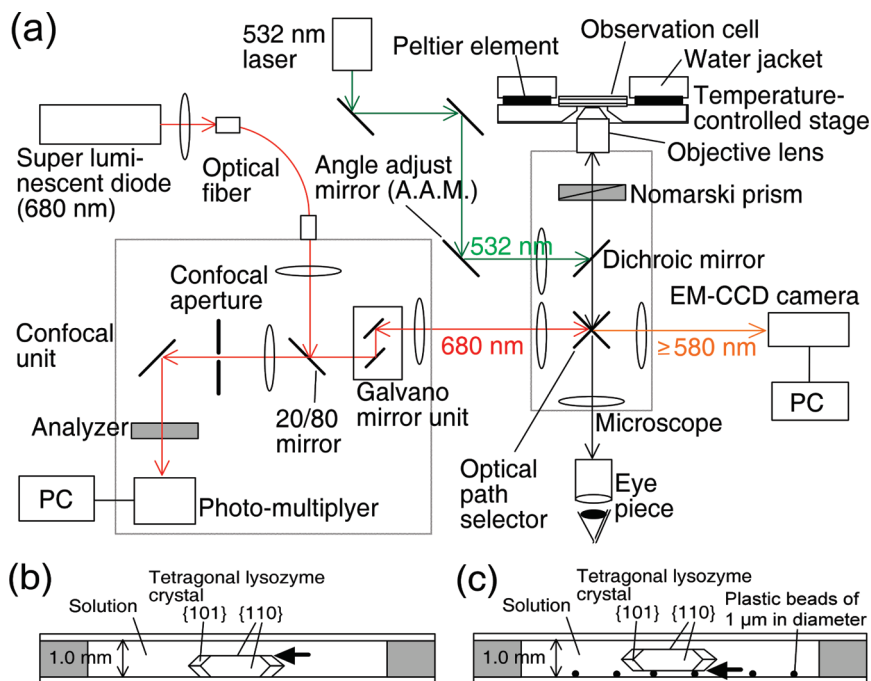 (a)
532 nm
laser
Peltier element
Observation cell
Water jacket
Temperature-
controlled stage
Objective lens
Super lumi-
nescent diode
(680 nm)
Optical
fiber
Angle adjust
mirror (A.A.M.)
Nomarski prism
532 nm
Dichroic mirror
Confocal
aperture
EM-CCD camera
Confocal
unit
680 nm
≥580 nm
Galvano
mirror unit
20/80
mirror
Analyzer
Microscope
PC
PC
Photo-multiplyer
Optical
path
selector
Eye
piece
(b)
Tetragonal lysozyme
crystal
Solution
{101}
{110}
1.0 mm
(c)
Tetragonal lysozyme
crystal
Solution
{101}
{110}
Plastic beads of
1 μm in diameter
1.0 mm